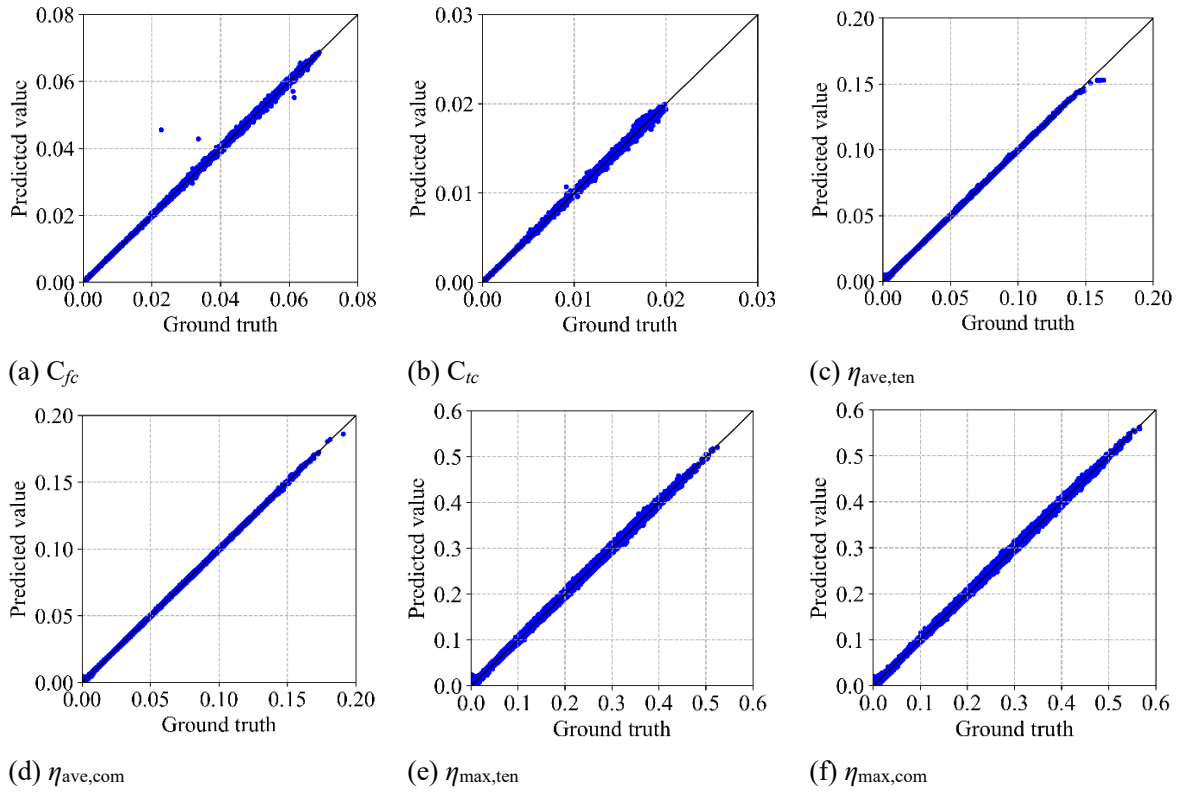 0.08
0.06
0.04
0.02
0.00
Predicted value
0.00 0.02 0.04 0.06 0.08
Ground truth
(a) C_fc
0.03
0.02
0.01
0.00
Predicted value
0.00 0.01 0.02 0.03
Ground truth
(b) C_tc
0.20
0.15
0.10
0.05
0.00
Predicted value
0.00 0.05 0.10 0.15 0.20
Ground truth
(c) η_ave,ten
0.20
0.15
0.10
0.05
0.00
Predicted value
0.00 0.05 0.10 0.15 0.20
Ground truth
(d) η_ave,com
0.6
0.5
0.4
0.3
0.2
0.1
0.0
Predicted value
0.0 0.1 0.2 0.3 0.4 0.5 0.6
Ground truth
(e) η_max,ten
0.6
0.5
0.4
0.3
0.2
0.1
0.0
Predicted value
0.0 0.1 0.2 0.3 0.4 0.5 0.6
Ground truth
(f) η_max,com